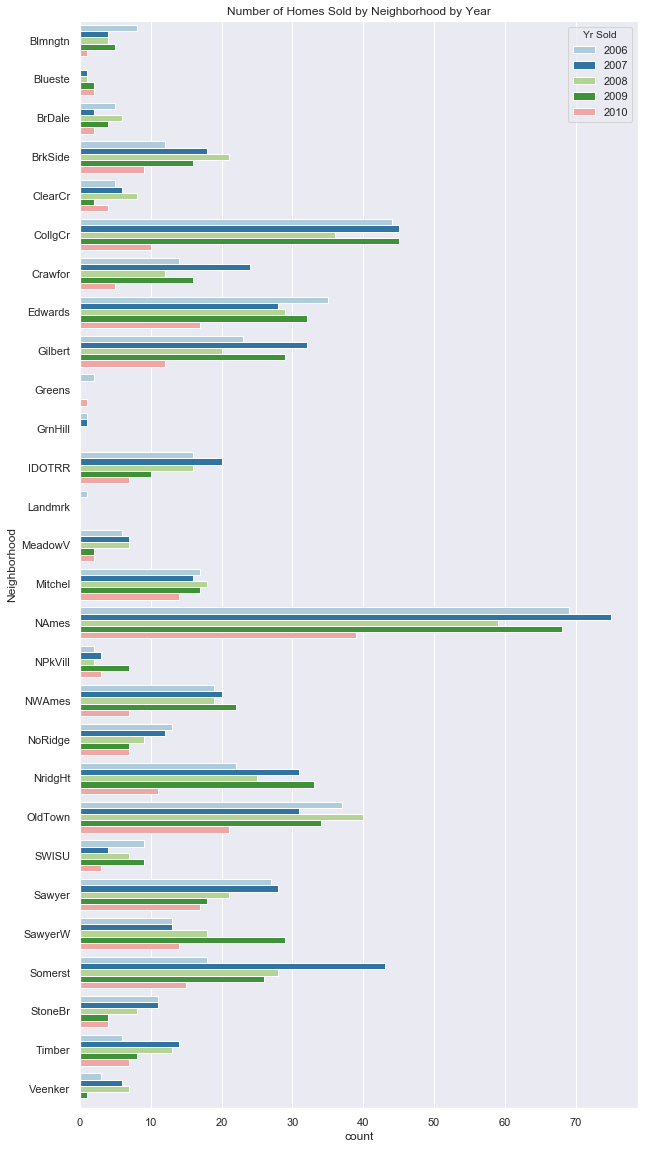 Number of Homes Sold by Neighborhood by Year
Yr Sold
2006
2007
2008
2009
2010
Neighborhood
Blmngtn
Blueste
BrDale
BrkSide
ClearCr
CollgCr
Crawfor
Edwards
Gilbert
Greens
GrnHill
IDOTRR
Landmrk
MeadowV
Mitchel
NAmes
NPkVill
NWAmes
NoRidge
NridgHt
OldTown
SWISU
Sawyer
SawyerW
Somerst
StoneBr
Timber
Veenker
0 10 20 30 40 50 60 70
count